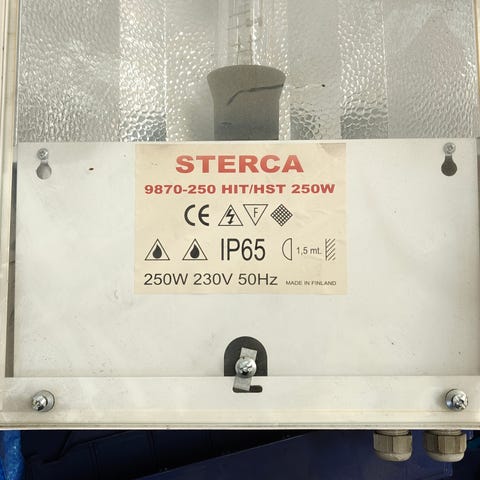 STERCA
9870-250 HIT/HST 250W
CE F
IP65 1,5 mt.
250W 230V 50Hz MADE IN FINLAND